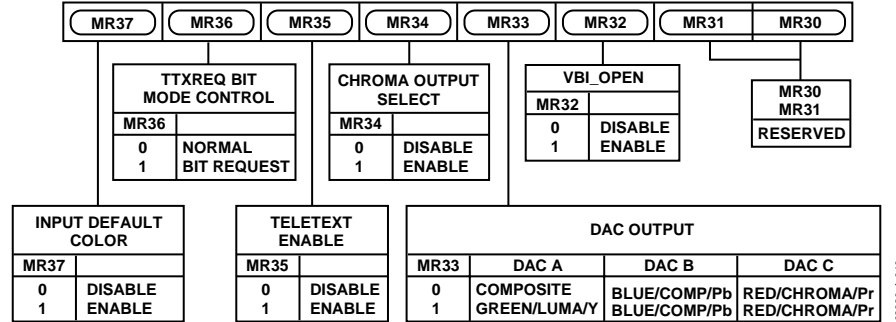 MR37 MR36 MR35 MR34 MR33 MR32 MR31 MR30
TTXREQ BIT
MODE CONTROL
MR36
0 NORMAL
1 BIT REQUEST
CHROMA OUTPUT
SELECT
MR34
0 DISABLE
1 ENABLE
VBI_OPEN
MR32
0 DISABLE
1 ENABLE
MR30
MR31
RESERVED
INPUT DEFAULT
COLOR
MR37
0 DISABLE
1 ENABLE
TELETEXT
ENABLE
MR35
0 DISABLE
1 ENABLE
DAC OUTPUT
MR33 DAC A DAC B DAC C
0 COMPOSITE BLUE/COMP/Pb RED/CHROMA/Pr
1 GREEN/LUMA/Y BLUE/COMP/Pb RED/CHROMA/Pr